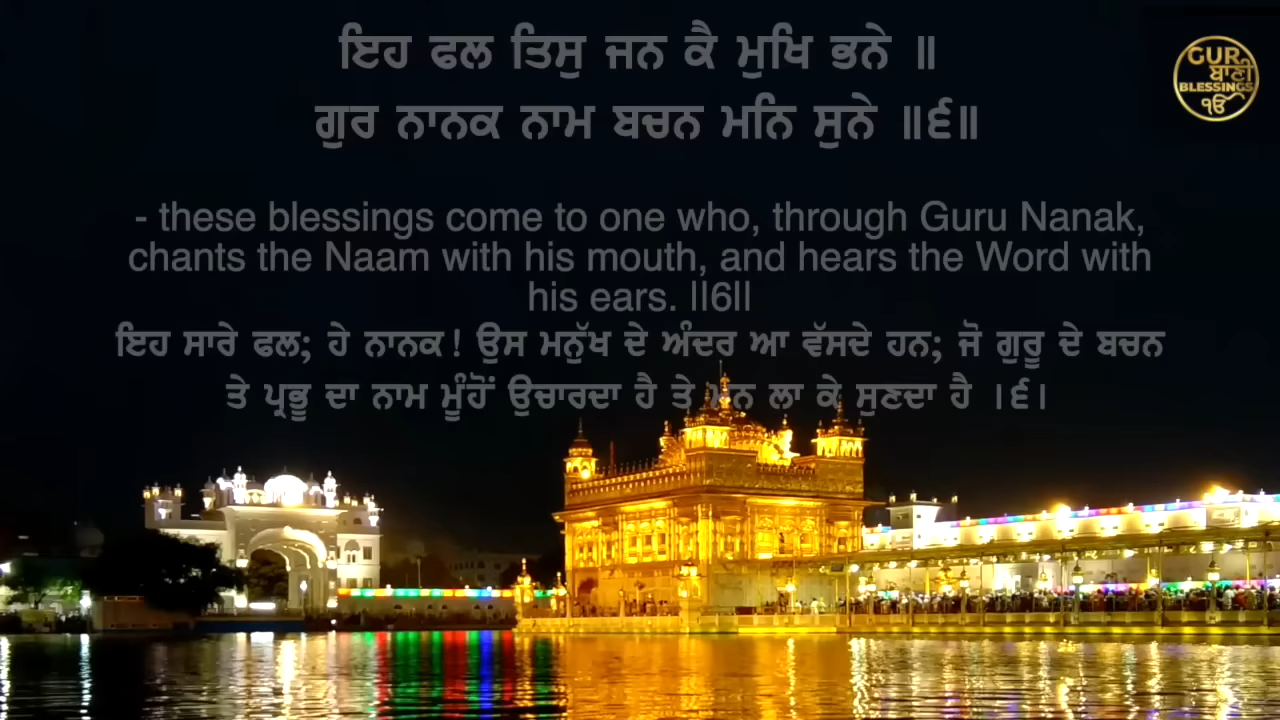 ਇਹ ਫਲ ਤਿਸੁ ਜਨ ਕੈ ਮੁਖਿ ਭਨੇ ॥
ਗੁਰ ਨਾਨਕ ਨਾਮ ਬਚਨ ਮਨਿ ਸੁਨੇ ॥੬॥
GUR
ਬਾਣੀ
BLESSINGS
ੴ
- these blessings come to one who, through Guru Nanak,
chants the Naam with his mouth, and hears the Word with
his ears. ||6||
ਇਹ ਸਾਰੇ ਫਲ; ਹੇ ਨਾਨਕ! ਉਸ ਮਨੁੱਖ ਦੇ ਅੰਦਰ ਆ ਵੱਸਦੇ ਹਨ; ਜੋ ਗੁਰੂ ਦੇ ਬਚਨ
ਤੇ ਪ੍ਰਭੂ ਦਾ ਨਾਮ ਮੂੰਹੋਂ ਉਚਾਰਦਾ ਹੈ ਤੇ ਮਨ ਲਾ ਕੇ ਸੁਣਦਾ ਹੈ ।੬।